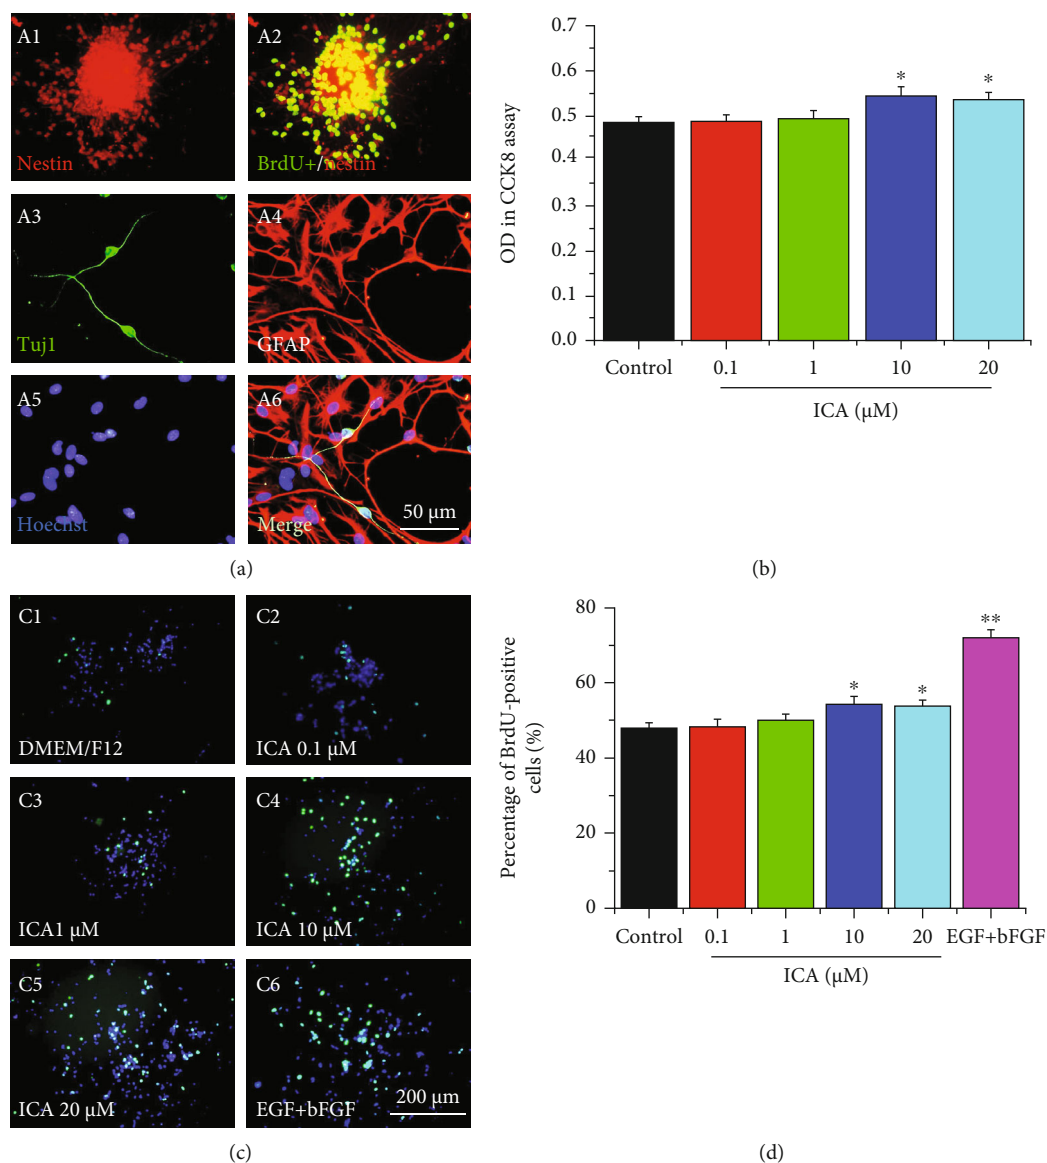 A1
Nestin
A2
BrdU+/nestin
A3
Tuj1
A4
GFAP
A5
Hoechst
A6
Merge
50 μm
(a)
OD in CCK8 assay
0.7
0.6
0.5
0.4
0.3
0.2
0.1
0.0
*
*
Control
0.1
1
10
20
ICA (μM)
(b)
C1
DMEM/F12
C2
ICA 0.1 μM
C3
ICA1 μM
C4
ICA 10 μM
C5
ICA 20 μM
C6
EGF+bFGF
200 μm
(c)
Percentage of BrdU-positive
cells (%)
80
60
40
20
0
*
*
**
Control
0.1
1
10
20
EGF+bFGF
ICA (μM)
(d)